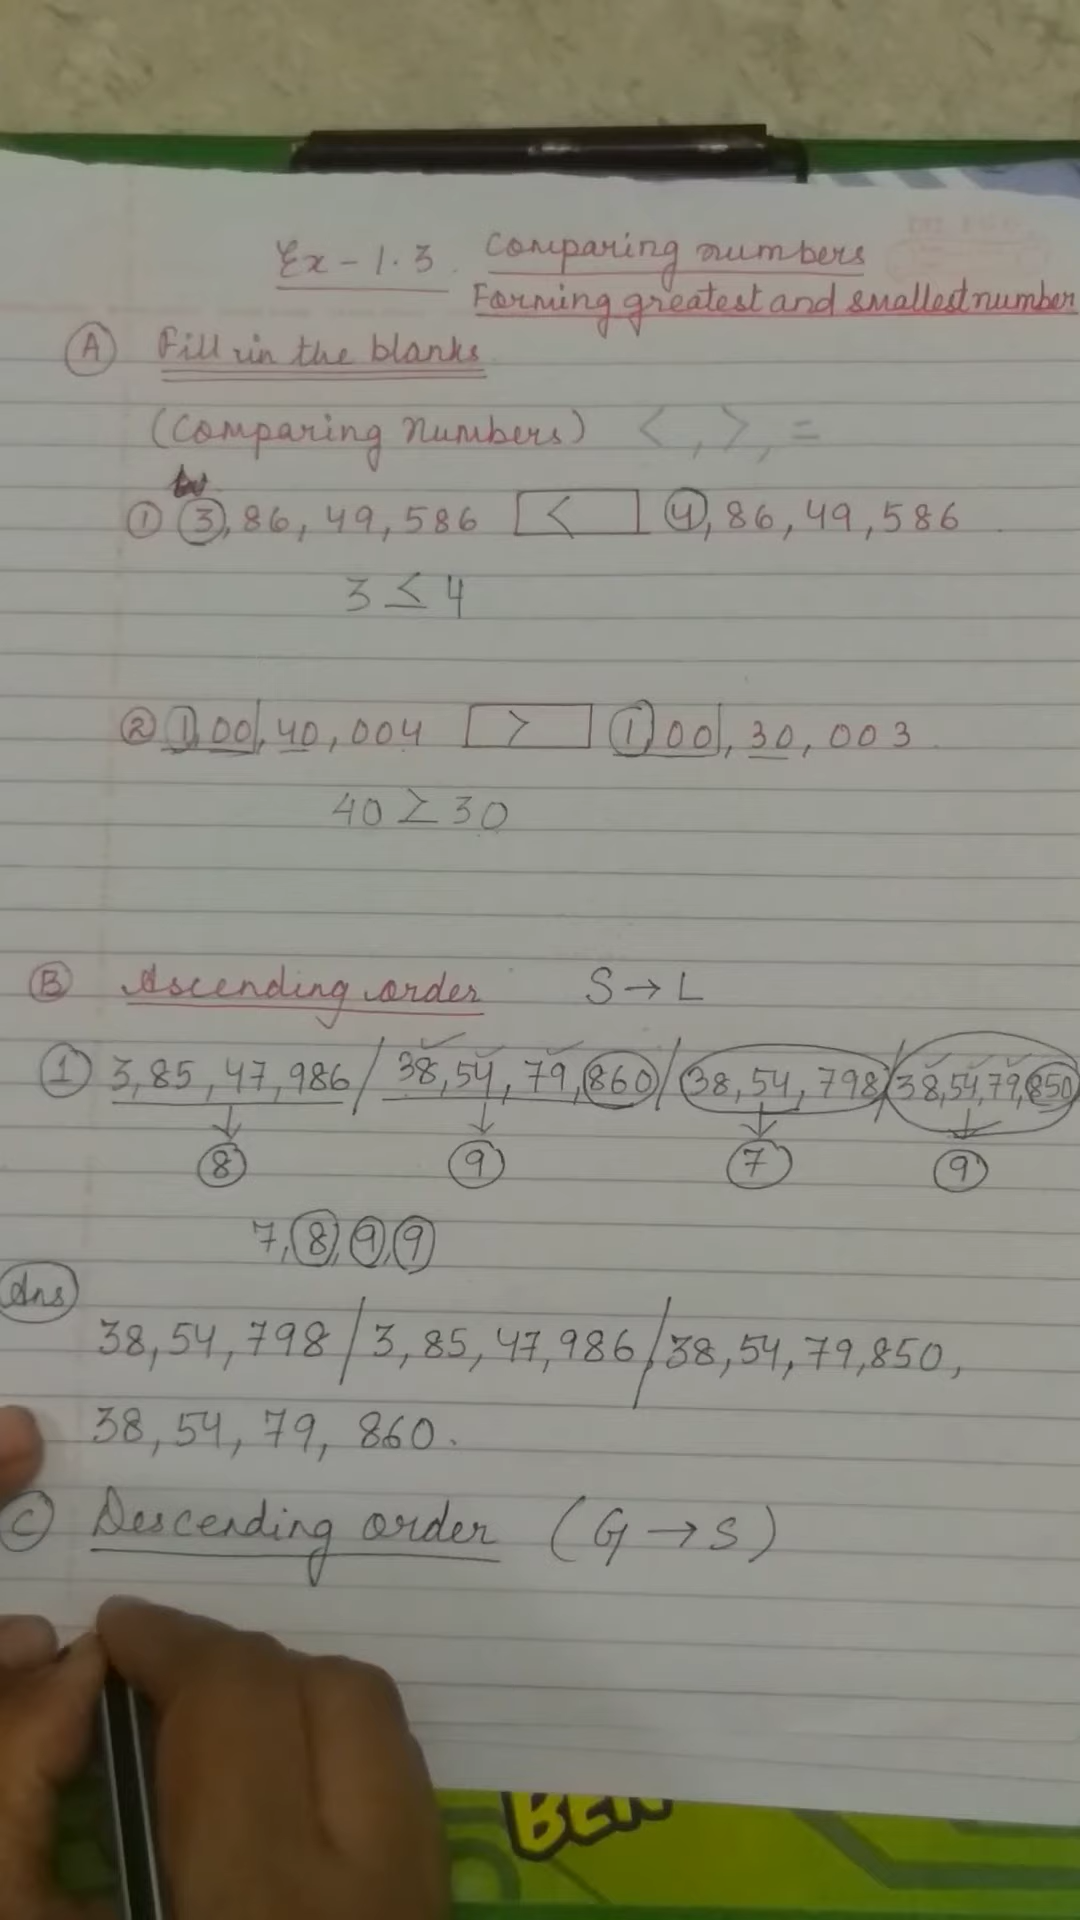 Ex - 1.3. Comparing numbers
Forming greatest and smallest number
(A) Fill in the blanks
(Comparing Numbers) <, >, =
① 3,86,49,586 < 4,86,49,586
3 < 4
② 1,00,40,004 > 1,00,30,003
40 > 30
(B) Ascending order S → L
① 3,85,47,986 / 38,54,79,860 / 38,54,798 / 38,54,79,850
8 9 7 9
7, 8, 9, 9
Ans
38,54,798 / 3,85,47,986 / 38,54,79,850,
38,54,79,860.
(C) Descending order (G → S)
BEN